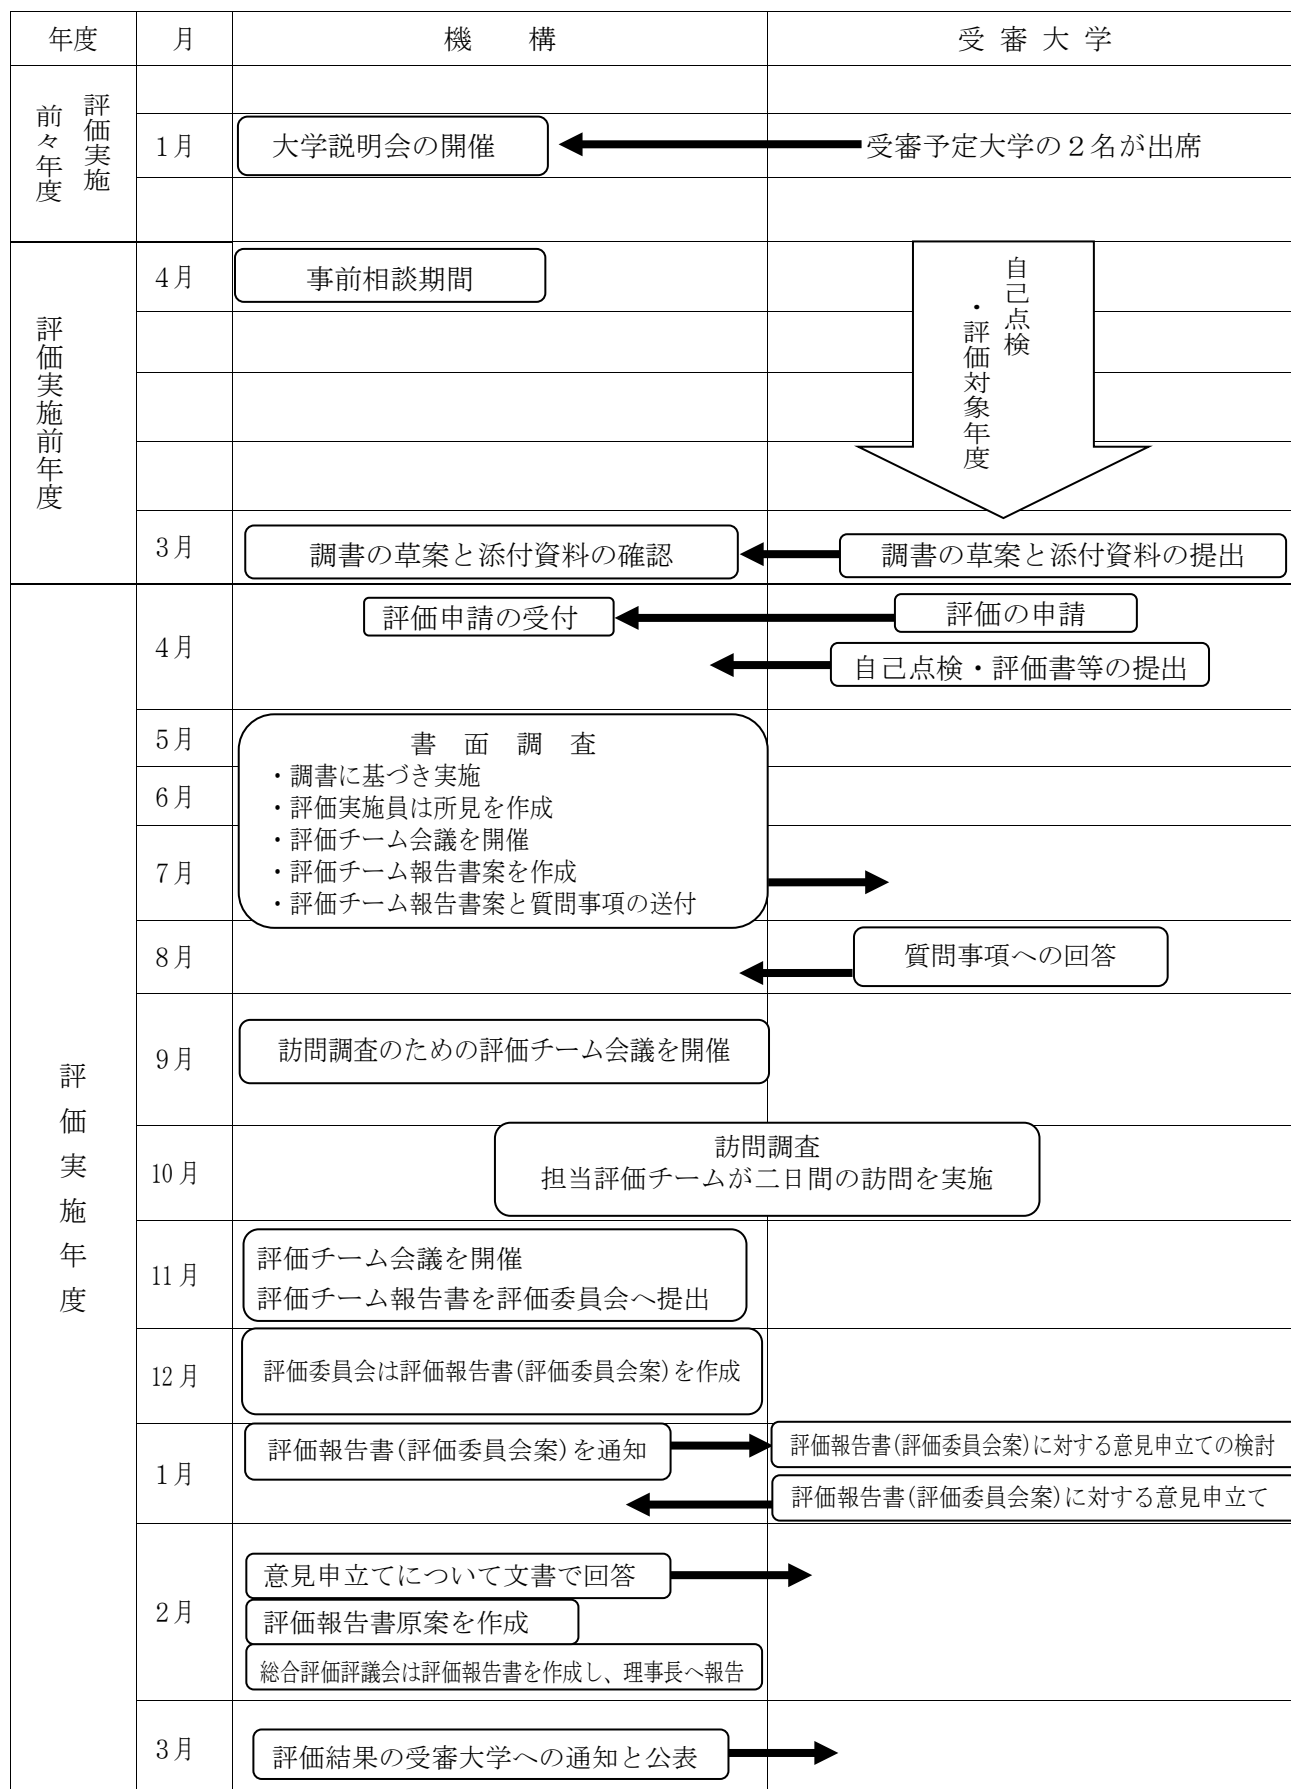 年度
月
機　　構
受 審 大 学
評価実施
前々年度
1月
大学説明会の開催
受審予定大学の２名が出席
評価実施前年度
4月
事前相談期間
自己点検
・評価対象年度
3月
調書の草案と添付資料の確認
調書の草案と添付資料の提出
評価実施年度
4月
評価申請の受付
評価の申請
自己点検・評価書等の提出
5月
書　面　調　査
・調書に基づき実施
6月
・評価実施員は所見を作成
・評価チーム会議を開催
7月
・評価チーム報告書案を作成
・評価チーム報告書案と質問事項の送付
8月
質問事項への回答
9月
訪問調査のための評価チーム会議を開催
10月
訪問調査
担当評価チームが二日間の訪問を実施
11月
評価チーム会議を開催
評価チーム報告書を評価委員会へ提出
12月
評価委員会は評価報告書(評価委員会案)を作成
1月
評価報告書(評価委員会案)を通知
評価報告書(評価委員会案)に対する意見申立ての検討
評価報告書(評価委員会案)に対する意見申立て
2月
意見申立てについて文書で回答
評価報告書原案を作成
総合評価評議会は評価報告書を作成し、理事長へ報告
3月
評価結果の受審大学への通知と公表